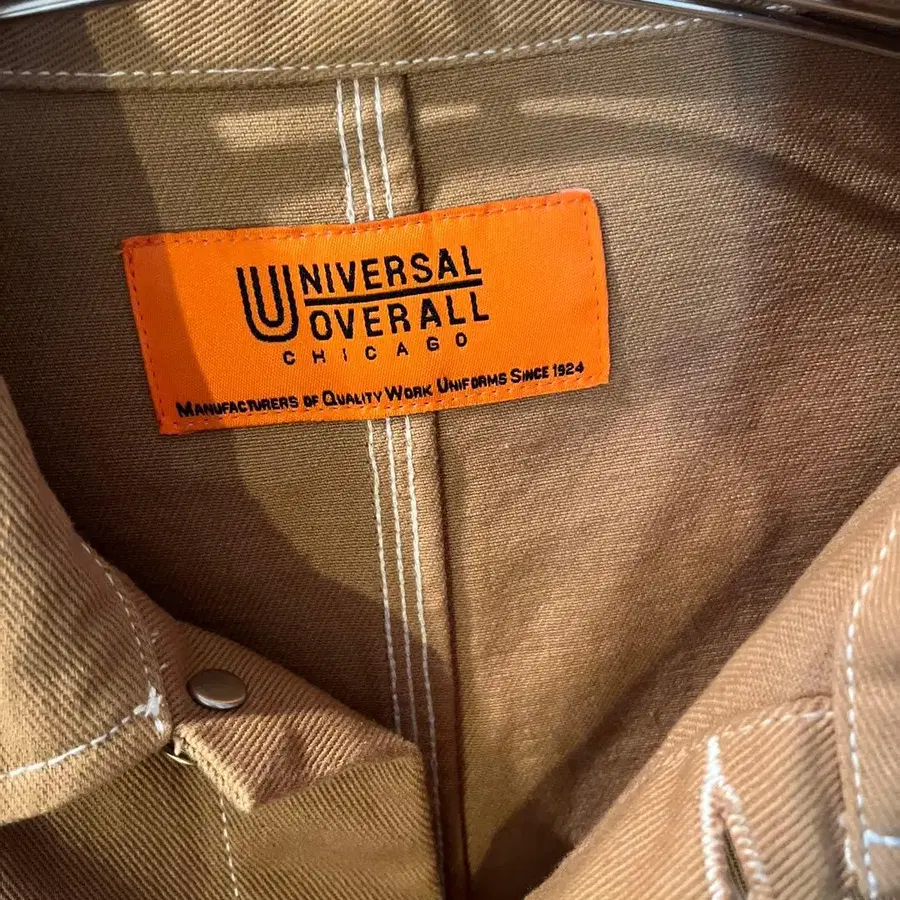 UNIVERSAL
OVERALL
CHICAGO
MANUFACTURERS OF QUALITY WORK UNIFORMS SINCE 1924